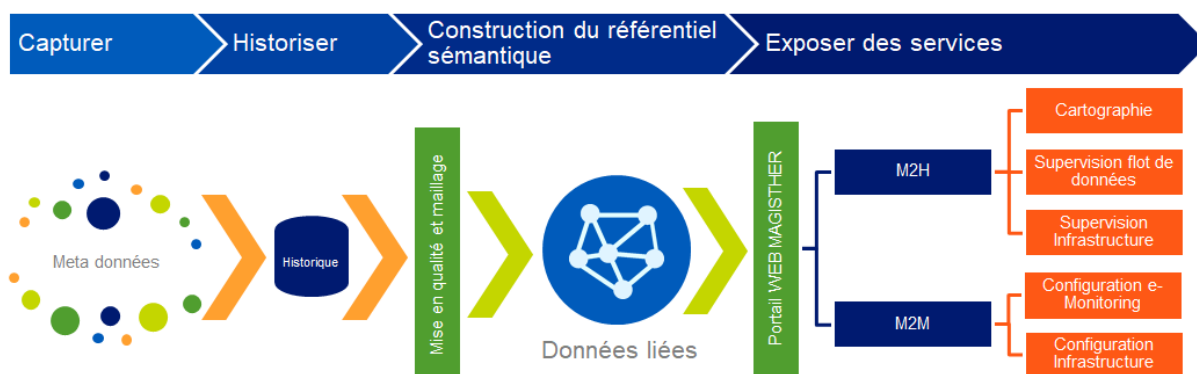 Capturer
Historiser
Construction du référentiel
sémantique
Exposer des services
Meta données
Historique
Mise en qualité et maillage
Données liées
Portail WEB MAGISTHER
M2H
M2M
Cartographie
Supervision flot de
données
Supervision
Infrastructure
Configuration e-
Monitoring
Configuration
Infrastructure